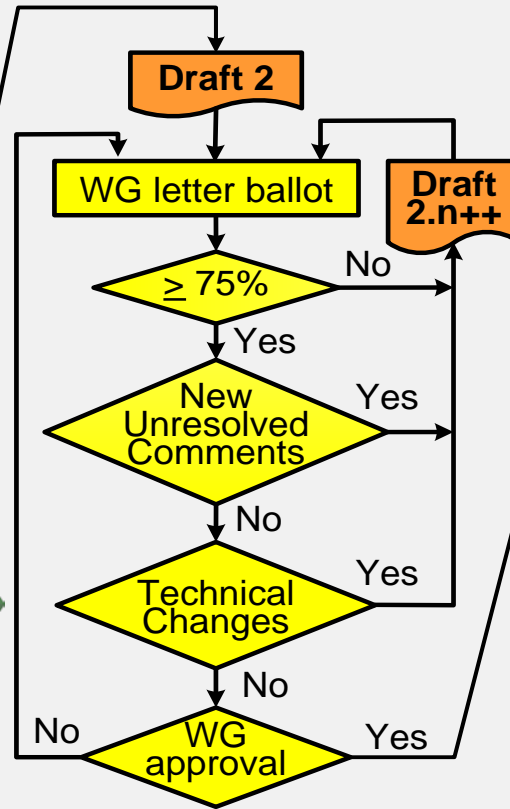 Draft 2
WG letter ballot
Draft
2.n++
≥ 75%
No
Yes
New
Unresolved
Comments
Yes
No
Technical
Changes
Yes
No
No
WG
approval
Yes